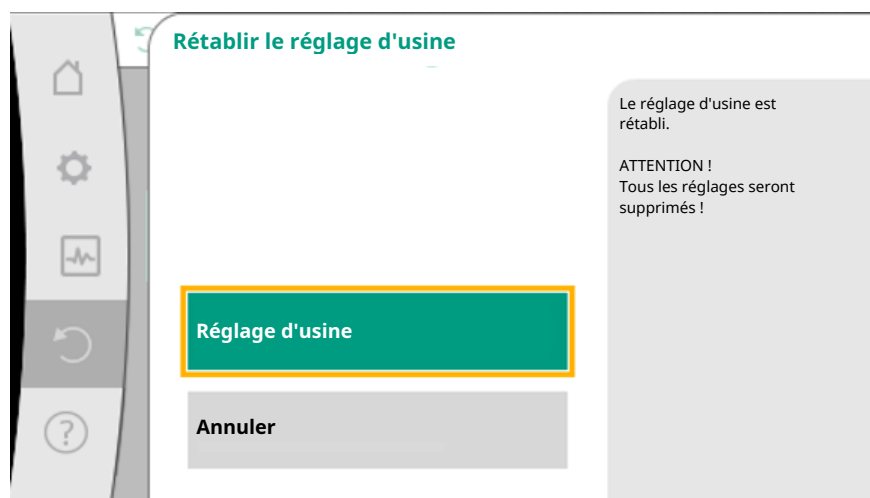 Rétablir le réglage d'usine
Le réglage d'usine est
rétabli.
ATTENTION !
Tous les réglages seront
supprimés !
Réglage d'usine
Annuler
?